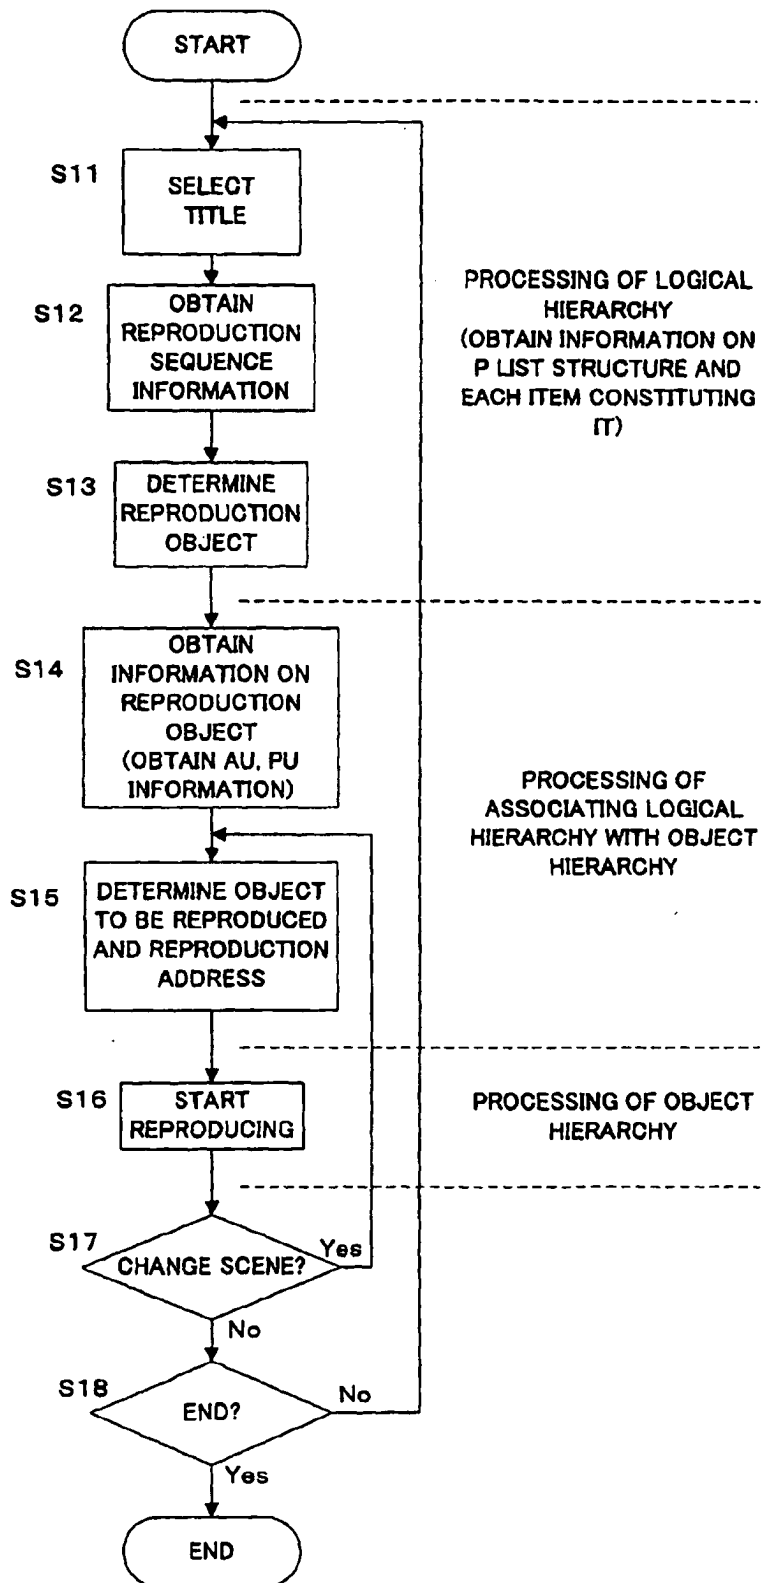 START
S11
SELECT
TITLE
S12
OBTAIN
REPRODUCTION
SEQUENCE
INFORMATION
PROCESSING OF LOGICAL
HIERARCHY
(OBTAIN INFORMATION ON
P LIST STRUCTURE AND
EACH ITEM CONSTITUTING
IT)
S13
DETERMINE
REPRODUCTION
OBJECT
S14
OBTAIN
INFORMATION ON
REPRODUCTION
OBJECT
(OBTAIN AU, PU
INFORMATION)
PROCESSING OF
ASSOCIATING LOGICAL
HIERARCHY WITH OBJECT
HIERARCHY
S15
DETERMINE OBJECT
TO BE REPRODUCED
AND REPRODUCTION
ADDRESS
S16
START
REPRODUCING
PROCESSING OF OBJECT
HIERARCHY
S17
CHANGE SCENE?
Yes
No
S18
END?
No
Yes
END